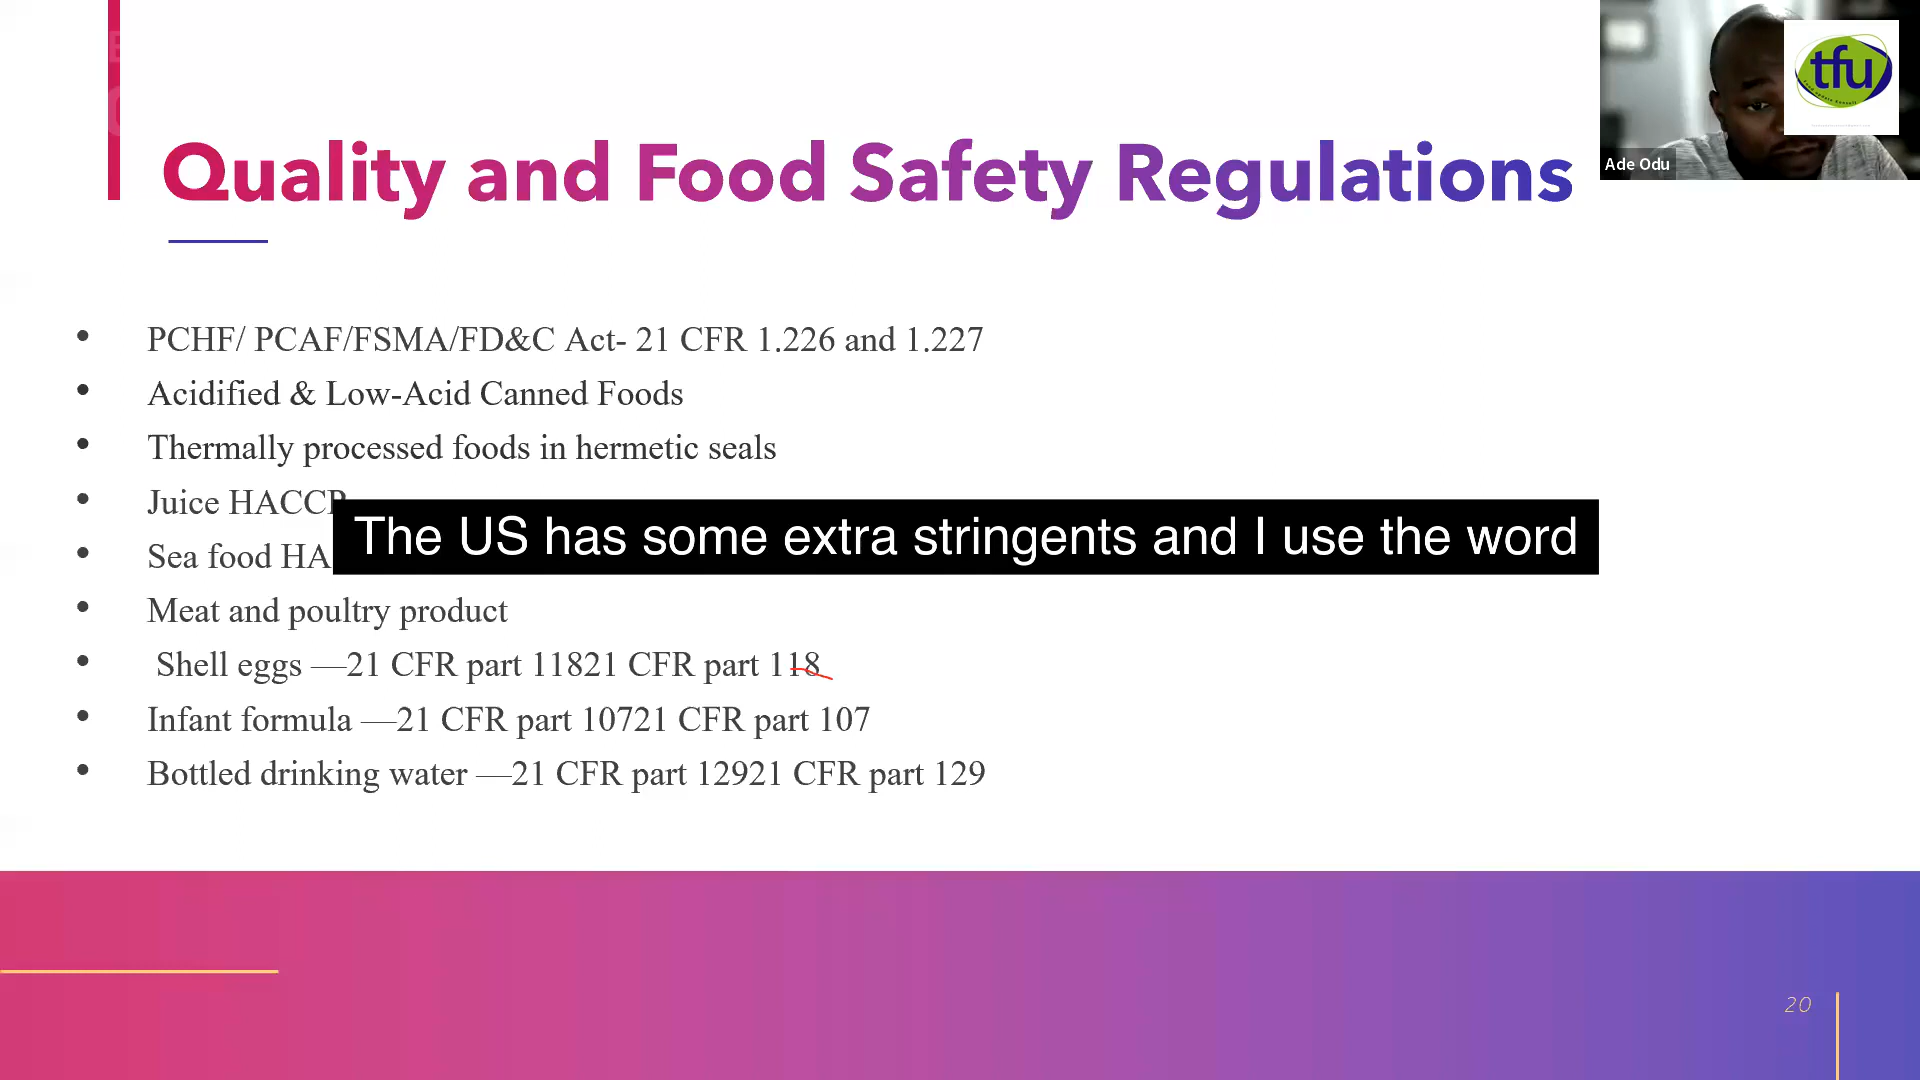 Quality and Food Safety Regulations
tfu
Ade Odu
• PCHF/ PCAF/FSMA/FD&C Act- 21 CFR 1.226 and 1.227
• Acidified & Low-Acid Canned Foods
• Thermally processed foods in hermetic seals
• Juice HACCP
The US has some extra stringents and I use the word
• Sea food HA
• Meat and poultry product
• Shell eggs —21 CFR part 11821 CFR part 118
• Infant formula —21 CFR part 10721 CFR part 107
• Bottled drinking water —21 CFR part 12921 CFR part 129
20